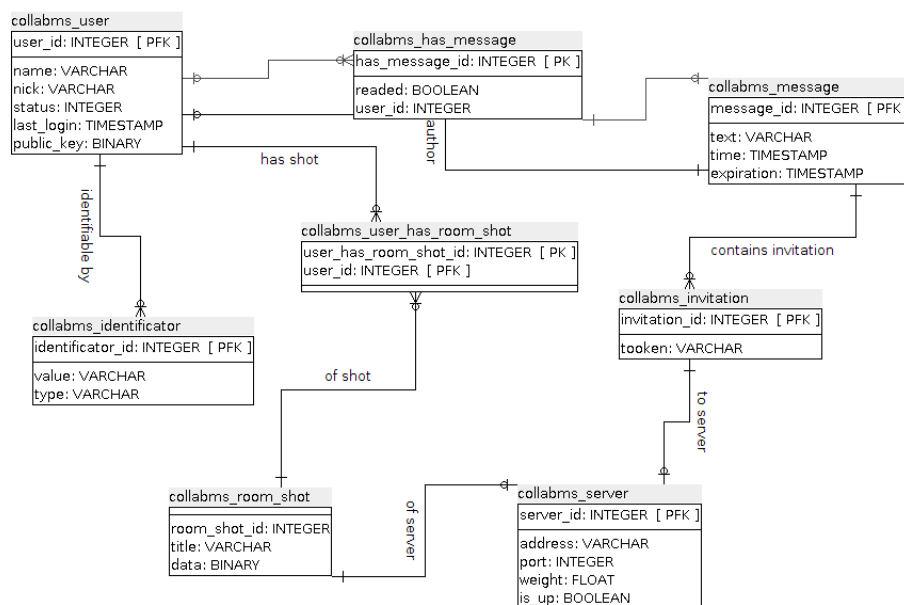 collabms_user
user_id: INTEGER [ PFK ]
name: VARCHAR
nick: VARCHAR
status: INTEGER
last_login: TIMESTAMP
public_key: BINARY
collabms_has_message
has_message_id: INTEGER [ PK ]
readed: BOOLEAN
user_id: INTEGER
collabms_message
message_id: INTEGER [ PFK ]
text: VARCHAR
time: TIMESTAMP
expiration: TIMESTAMP
author
has shot
identifiable by
collabms_user_has_room_shot
user_has_room_shot_id: INTEGER [ PK ]
user_id: INTEGER [ PFK ]
contains invitation
collabms_invitation
invitation_id: INTEGER [ PFK ]
tooken: VARCHAR
collabms_identificator
identificator_id: INTEGER [ PFK ]
value: VARCHAR
type: VARCHAR
of shot
to server
collabms_room_shot
room_shot_id: INTEGER
title: VARCHAR
data: BINARY
of server
collabms_server
server_id: INTEGER [ PFK ]
address: VARCHAR
port: INTEGER
weight: FLOAT
is_up: BOOLEAN